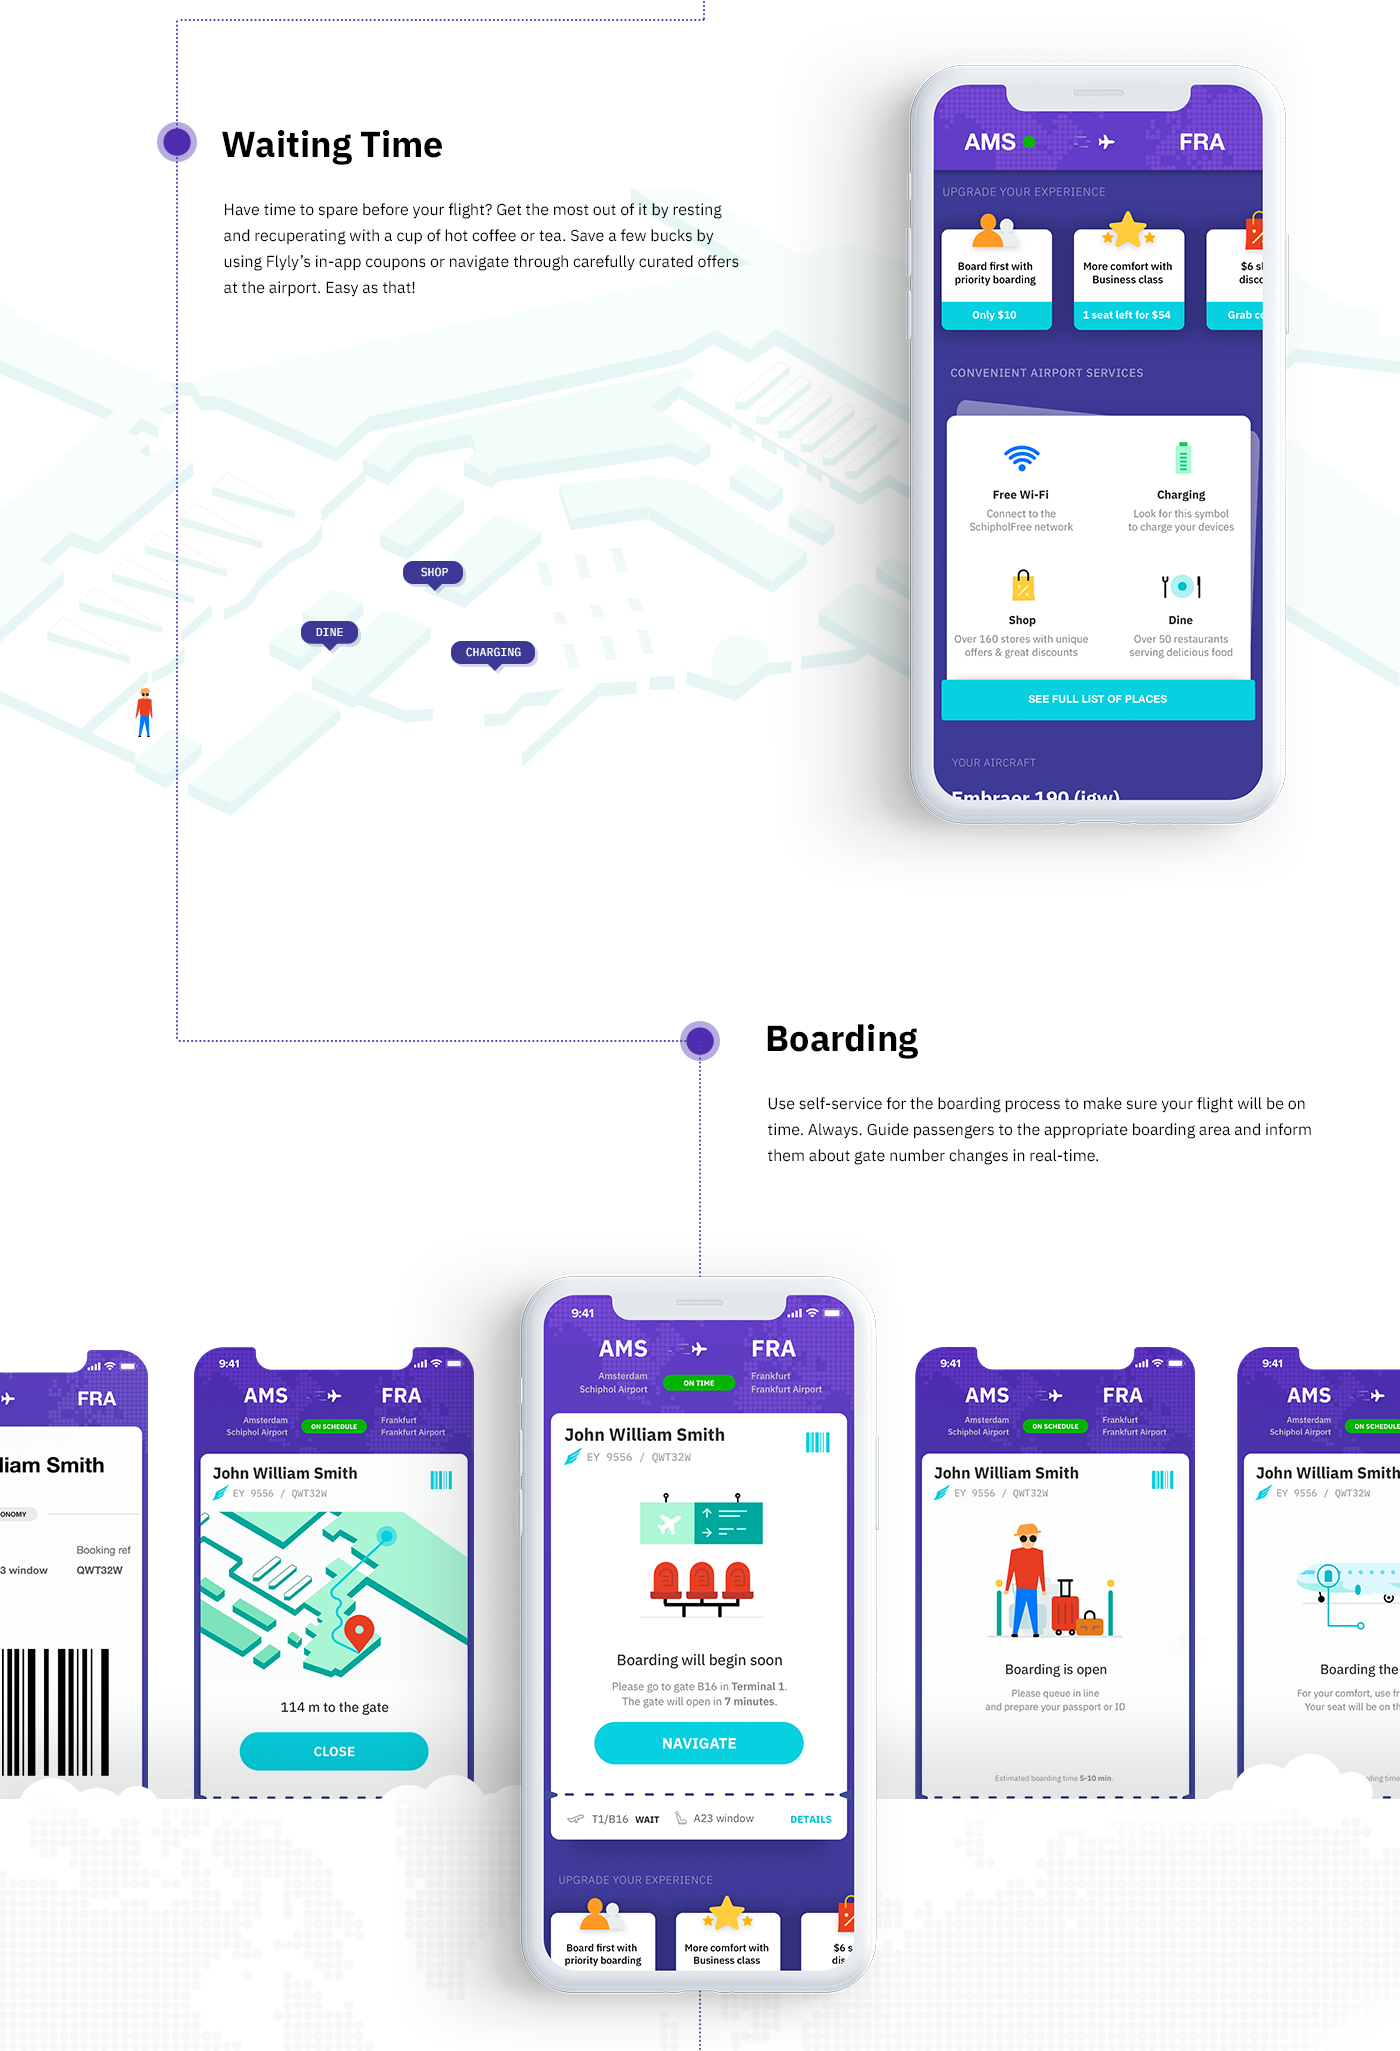 Waiting Time
Have time to spare before your flight? Get the most out of it by resting
and recuperating with a cup of hot coffee or tea. Save a few bucks by
using Flyly's in-app coupons or navigate through carefully curated offers
at the airport. Easy as that!
SHOP
DINE
CHARGING
AMS
FRA
UPGRADE YOUR EXPERIENCE
Board first with
priority boarding
Only $10
More comfort with
Business class
1 seat left for $54
$6 s
disc
Grab c
CONVENIENT AIRPORT SERVICES
Free Wi-Fi
Connect to the
SchipholFree network
Charging
Look for this symbol
to charge your devices
Shop
Over 160 stores with unique
offers & great discounts
Dine
Over 50 restaurants
serving delicious food
SEE FULL LIST OF PLACES
YOUR AIRCRAFT
Embraer 190 (jgw)
Boarding
Use self-service for the boarding process to make sure your flight will be on
time. Always. Guide passengers to the appropriate boarding area and inform
them about gate number changes in real-time.
FRA
liam Smith
ONOMY
Booking ref
3 window
QWT32W
9:41
AMS
FRA
Amsterdam
Schiphol Airport
ON SCHEDULE
Frankfurt
Frankfurt Airport
John William Smith
EY 9556 / QWT32W
114 m to the gate
CLOSE
9:41
AMS
FRA
Amsterdam
Schiphol Airport
ON TIME
Frankfurt
Frankfurt Airport
John William Smith
EY 9556 / QWT32W
Boarding will begin soon
Please go to gate B16 in Terminal 1.
The gate will open in 7 minutes.
NAVIGATE
T1/B16 WAIT
A23 window
DETAILS
UPGRADE YOUR EXPERIENCE
Board first with
priority boarding
More comfort with
Business class
$6 s
dis
9:41
AMS
FRA
Amsterdam
Schiphol Airport
ON SCHEDULE
Frankfurt
Frankfurt Airport
John William Smith
EY 9556 / QWT32W
Boarding is open
Please queue in line
and prepare your passport or ID
Estimated boarding time 5-10 min.
9:41
AMS
Amsterdam
Schiphol Airport
ON SCHEDULE
John William Smith
EY 9556 / QWT32W
Boarding the
For your comfort, use fr
Your seat will be on th
ding time